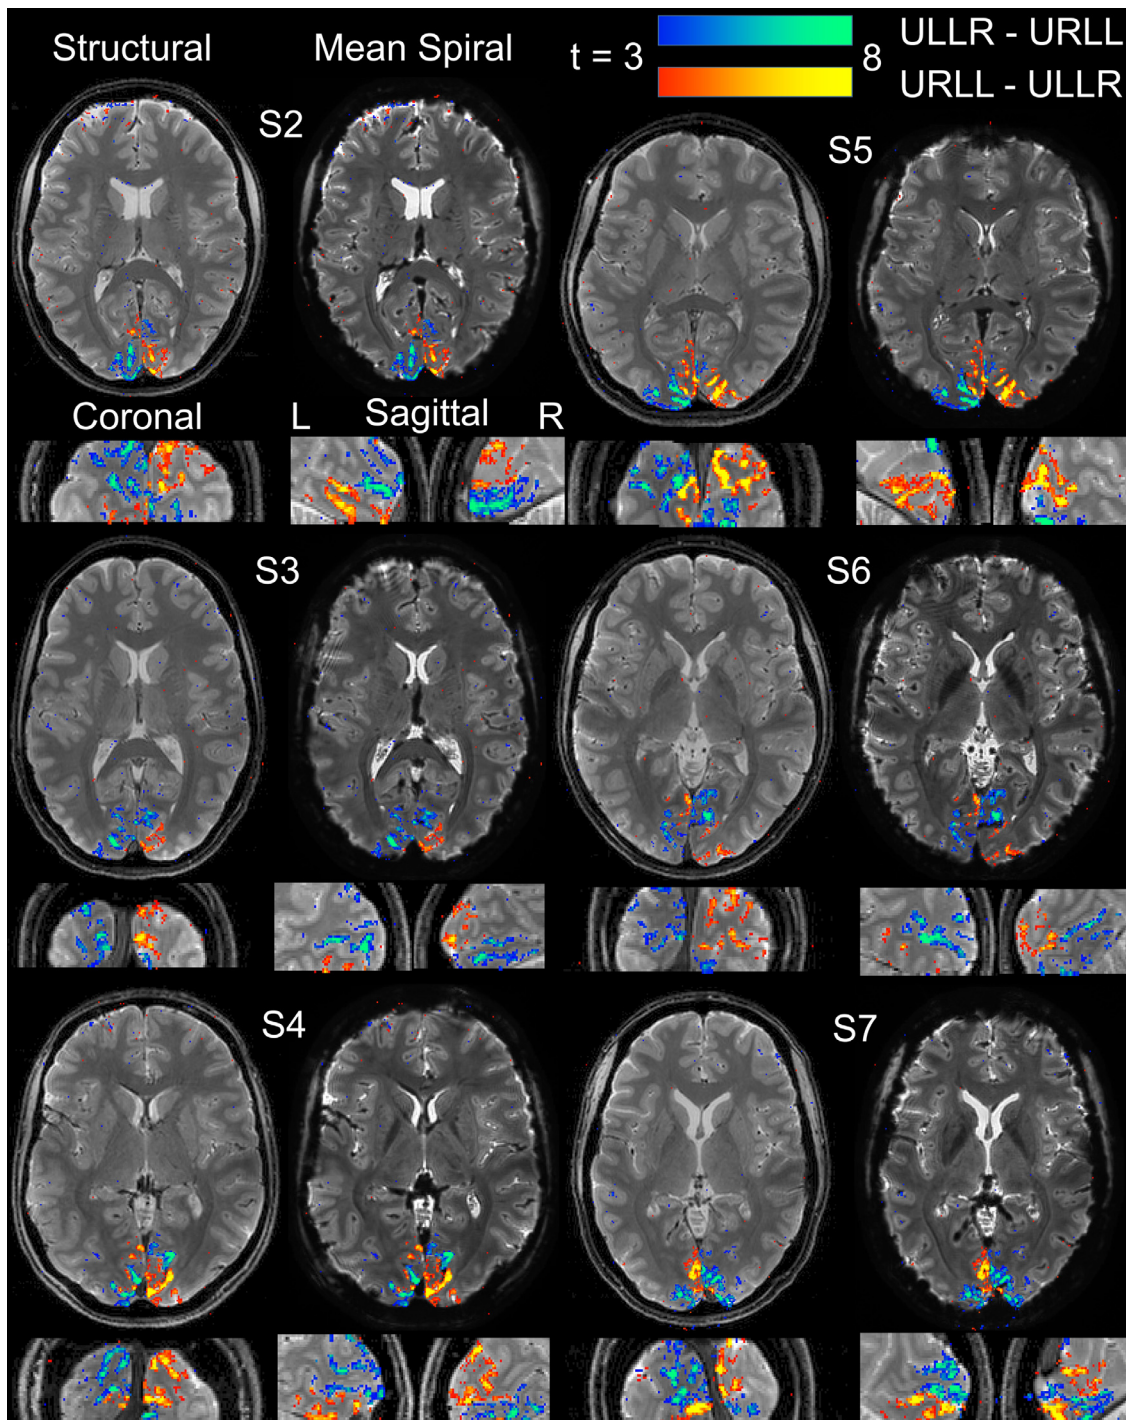 Structural
Mean Spiral
t = 3
8
ULLR - URLL
URLL - ULLR
S2
S5
Coronal
L
Sagittal
R
S3
S6
S4
S7